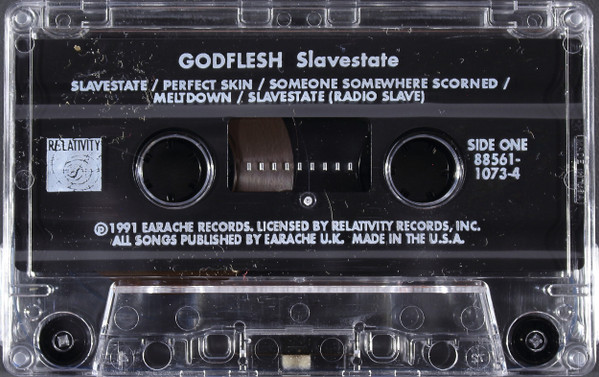 GODFLESH Slavestate
SLAVESTATE / PERFECT SKIN / SOMEONE SOMEWHERE SCORNED /
MELTDOWN / SLAVESTATE (RADIO SLAVE)
RELATIVITY
SIDE ONE
88561-
1073-4
℗1991 EARACHE RECORDS. LICENSED BY RELATIVITY RECORDS, INC.
ALL SONGS PUBLISHED BY EARACHE U.K. MADE IN THE U.S.A.